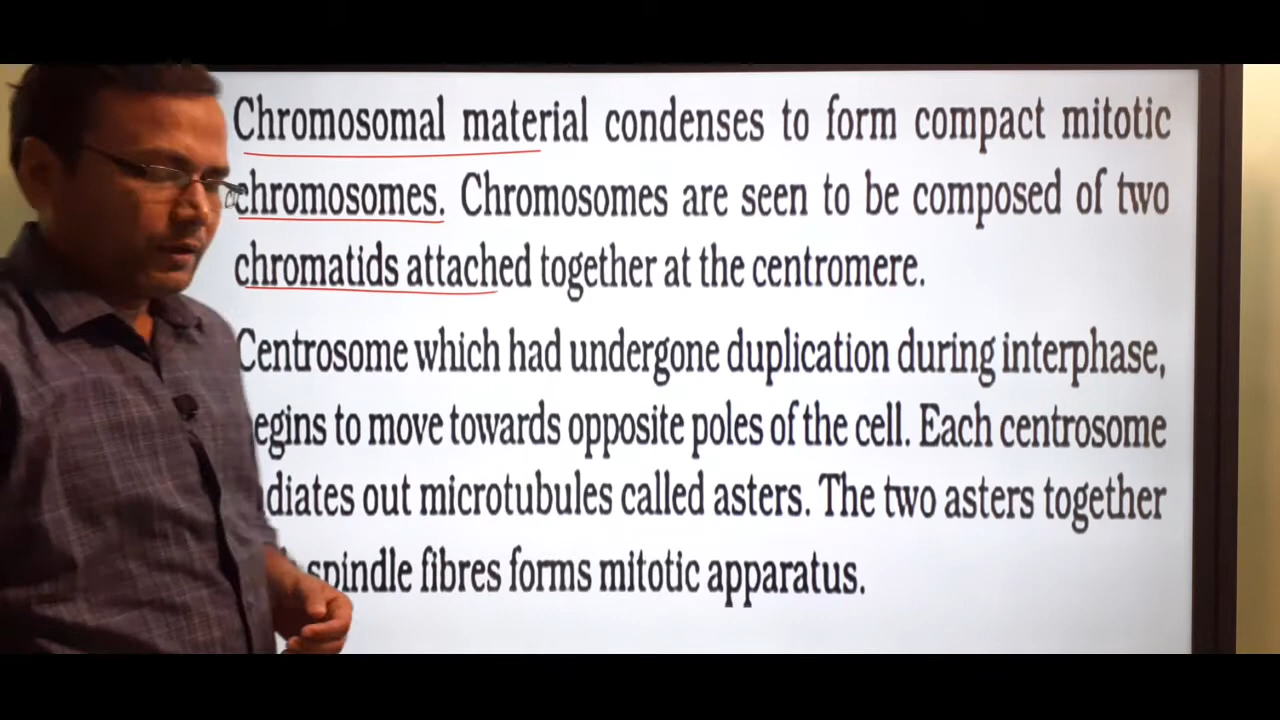 Chromosomal material condenses to form compact mitotic
chromosomes. Chromosomes are seen to be composed of two
chromatids attached together at the centromere.
Centrosome which had undergone duplication during interphase,
egins to move towards opposite poles of the cell. Each centrosome
diates out microtubules called asters. The two asters together
spindle fibres forms mitotic apparatus.